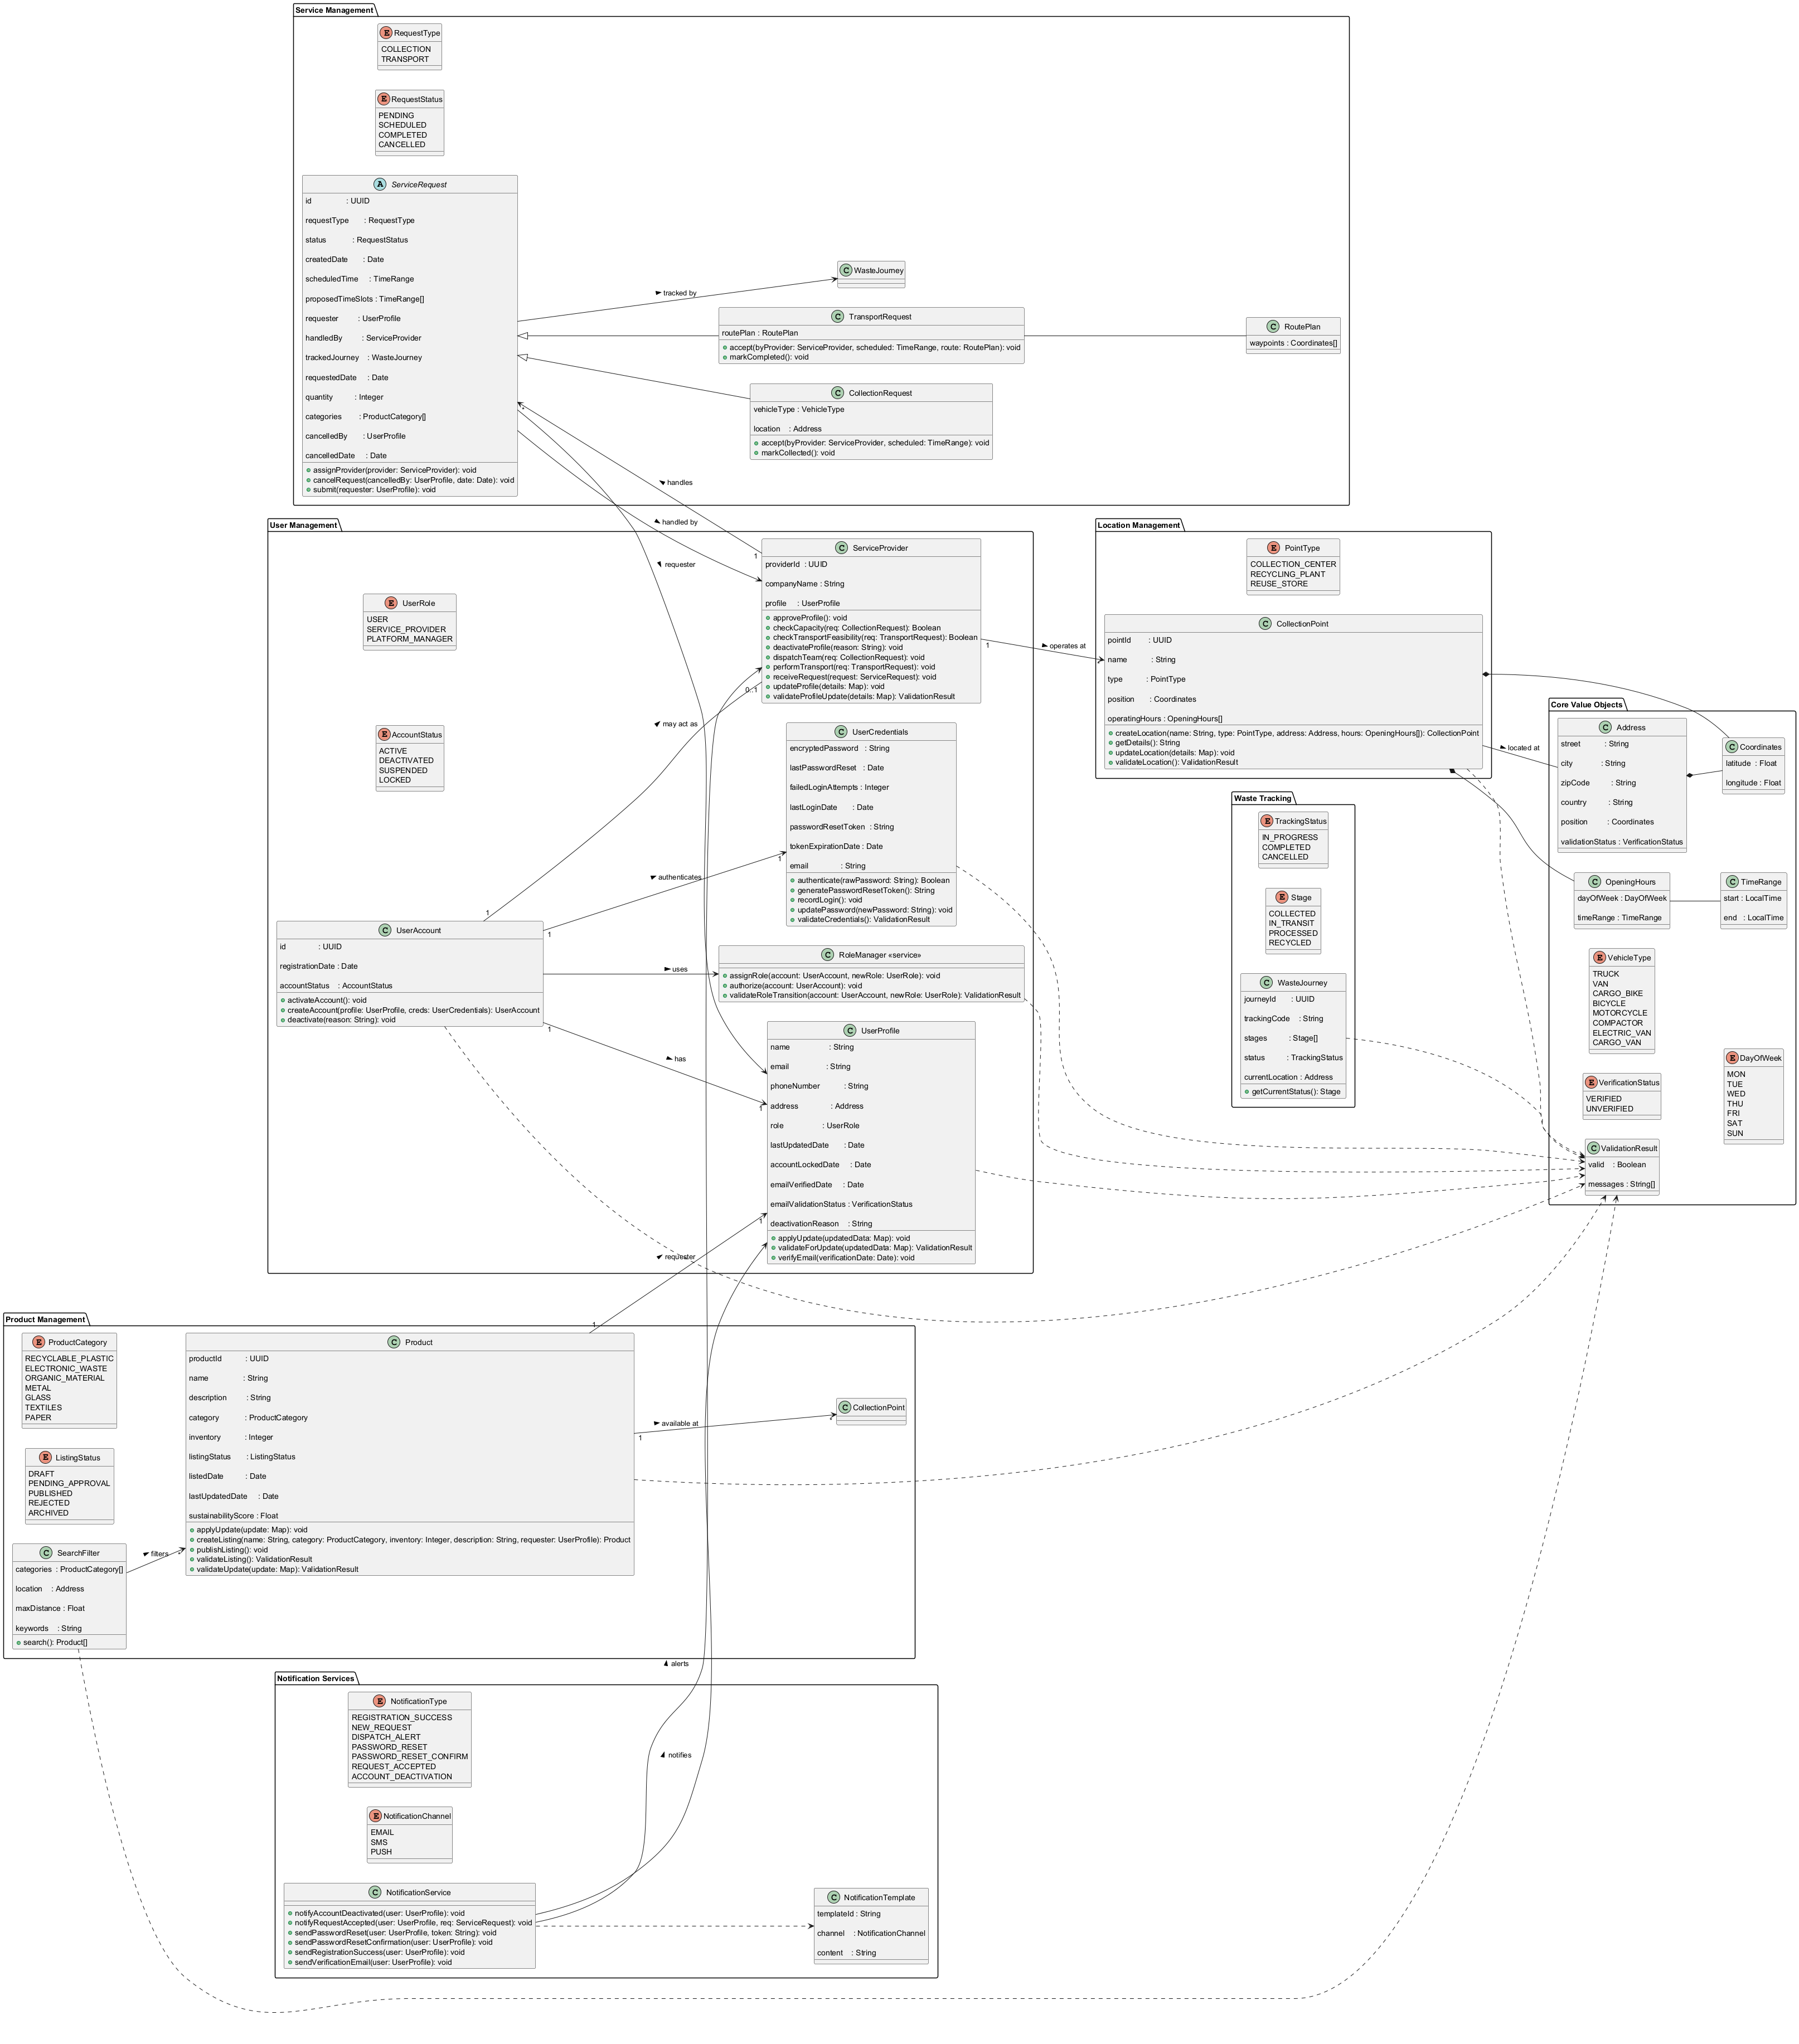 Service Management
E RequestType
COLLECTION
TRANSPORT
E RequestStatus
PENDING
SCHEDULED
COMPLETED
CANCELLED
A ServiceRequest
id : UUID
requestType : RequestType
status : RequestStatus
createdDate : Date
scheduledTime : TimeRange
proposedTimeSlots : TimeRange[]
requester : UserProfile
handledBy : ServiceProvider
trackedJourney : WasteJourney
requestedDate : Date
quantity : Integer
categories : ProductCategory[]
cancelledBy : UserProfile
cancelledDate : Date
assignProvider(provider: ServiceProvider): void
cancelRequest(cancelledBy: UserProfile, date: Date): void
submit(requester: UserProfile): void
tracked by
C WasteJourney
C TransportRequest
routePlan : RoutePlan
accept(byProvider: ServiceProvider, scheduled: TimeRange, route: RoutePlan): void
markCompleted(): void
C RoutePlan
waypoints : Coordinates[]
C CollectionRequest
vehicleType : VehicleType
location : Address
accept(byProvider: ServiceProvider, scheduled: TimeRange): void
markCollected(): void
*
handles
handled by
requester
User Management
E UserRole
USER
SERVICE_PROVIDER
PLATFORM_MANAGER
E AccountStatus
ACTIVE
DEACTIVATED
SUSPENDED
LOCKED
1
C ServiceProvider
providerId : UUID
companyName : String
profile : UserProfile
approveProfile(): void
checkCapacity(req: CollectionRequest): Boolean
checkTransportFeasibility(req: TransportRequest): Boolean
deactivateProfile(reason: String): void
dispatchTeam(req: CollectionRequest): void
performTransport(req: TransportRequest): void
receiveRequest(request: ServiceRequest): void
updateProfile(details: Map): void
validateProfileUpdate(details: Map): ValidationResult
0..1
may act as
1
operates at
*
C UserCredentials
encryptedPassword : String
lastPasswordReset : Date
failedLoginAttempts : Integer
lastLoginDate : Date
passwordResetToken : String
tokenExpirationDate : Date
email : String
authenticate(rawPassword: String): Boolean
generatePasswordResetToken(): String
recordLogin(): void
updatePassword(newPassword: String): void
validateCredentials(): ValidationResult
1
authenticates
1
1
C UserAccount
id : UUID
registrationDate : Date
accountStatus : AccountStatus
activateAccount(): void
createAccount(profile: UserProfile, creds: UserCredentials): UserAccount
deactivate(reason: String): void
uses
C RoleManager «service»
assignRole(account: UserAccount, newRole: UserRole): void
authorize(account: UserAccount): void
validateRoleTransition(account: UserAccount, newRole: UserRole): ValidationResult
1
has
1
C UserProfile
name : String
email : String
phoneNumber : String
address : Address
role : UserRole
lastUpdatedDate : Date
accountLockedDate : Date
emailVerifiedDate : Date
emailValidationStatus : VerificationStatus
deactivationReason : String
applyUpdate(updatedData: Map): void
validateForUpdate(updatedData: Map): ValidationResult
verifyEmail(verificationDate: Date): void
1
requester
1
Location Management
E PointType
COLLECTION_CENTER
RECYCLING_PLANT
REUSE_STORE
C CollectionPoint
pointId : UUID
name : String
type : PointType
position : Coordinates
operatingHours : OpeningHours[]
createLocation(name: String, type: PointType, address: Address, hours: OpeningHours[]): CollectionPoint
getDetails(): String
updateLocation(details: Map): void
validateLocation(): ValidationResult
located at
Waste Tracking
E TrackingStatus
IN_PROGRESS
COMPLETED
CANCELLED
E Stage
COLLECTED
IN_TRANSIT
PROCESSED
RECYCLED
C WasteJourney
journeyId : UUID
trackingCode : String
stages : Stage[]
status : TrackingStatus
currentLocation : Address
getCurrentStatus(): Stage
Core Value Objects
C Address
street : String
city : String
zipCode : String
country : String
position : Coordinates
validationStatus : VerificationStatus
C Coordinates
latitude : Float
longitude : Float
C OpeningHours
dayOfWeek : DayOfWeek
timeRange : TimeRange
C TimeRange
start : LocalTime
end : LocalTime
E VehicleType
TRUCK
VAN
CARGO_BIKE
BICYCLE
MOTORCYCLE
COMPACTOR
ELECTRIC_VAN
CARGO_VAN
E VerificationStatus
VERIFIED
UNVERIFIED
E DayOfWeek
MON
TUE
WED
THU
FRI
SAT
SUN
C ValidationResult
valid : Boolean
messages : String[]
Product Management
E ProductCategory
RECYCLABLE_PLASTIC
ELECTRONIC_WASTE
ORGANIC_MATERIAL
METAL
GLASS
TEXTILES
PAPER
E ListingStatus
DRAFT
PENDING_APPROVAL
PUBLISHED
REJECTED
ARCHIVED
C SearchFilter
categories : ProductCategory[]
location : Address
maxDistance : Float
keywords : String
search(): Product[]
filters
*
C Product
productId : UUID
name : String
description : String
category : ProductCategory
inventory : Integer
listingStatus : ListingStatus
listedDate : Date
lastUpdatedDate : Date
sustainabilityScore : Float
applyUpdate(update: Map): void
createListing(name: String, category: ProductCategory, inventory: Integer, description: String, requester: UserProfile): Product
publishListing(): void
validateListing(): ValidationResult
validateUpdate(update: Map): ValidationResult
1
available at
*
C CollectionPoint
alerts
Notification Services
E NotificationType
REGISTRATION_SUCCESS
NEW_REQUEST
DISPATCH_ALERT
PASSWORD_RESET
PASSWORD_RESET_CONFIRM
REQUEST_ACCEPTED
ACCOUNT_DEACTIVATION
notifies
E NotificationChannel
EMAIL
SMS
PUSH
C NotificationService
notifyAccountDeactivated(user: UserProfile): void
notifyRequestAccepted(user: UserProfile, req: ServiceRequest): void
sendPasswordReset(user: UserProfile, token: String): void
sendPasswordResetConfirmation(user: UserProfile): void
sendRegistrationSuccess(user: UserProfile): void
sendVerificationEmail(user: UserProfile): void
C NotificationTemplate
templateId : String
channel : NotificationChannel
content : String